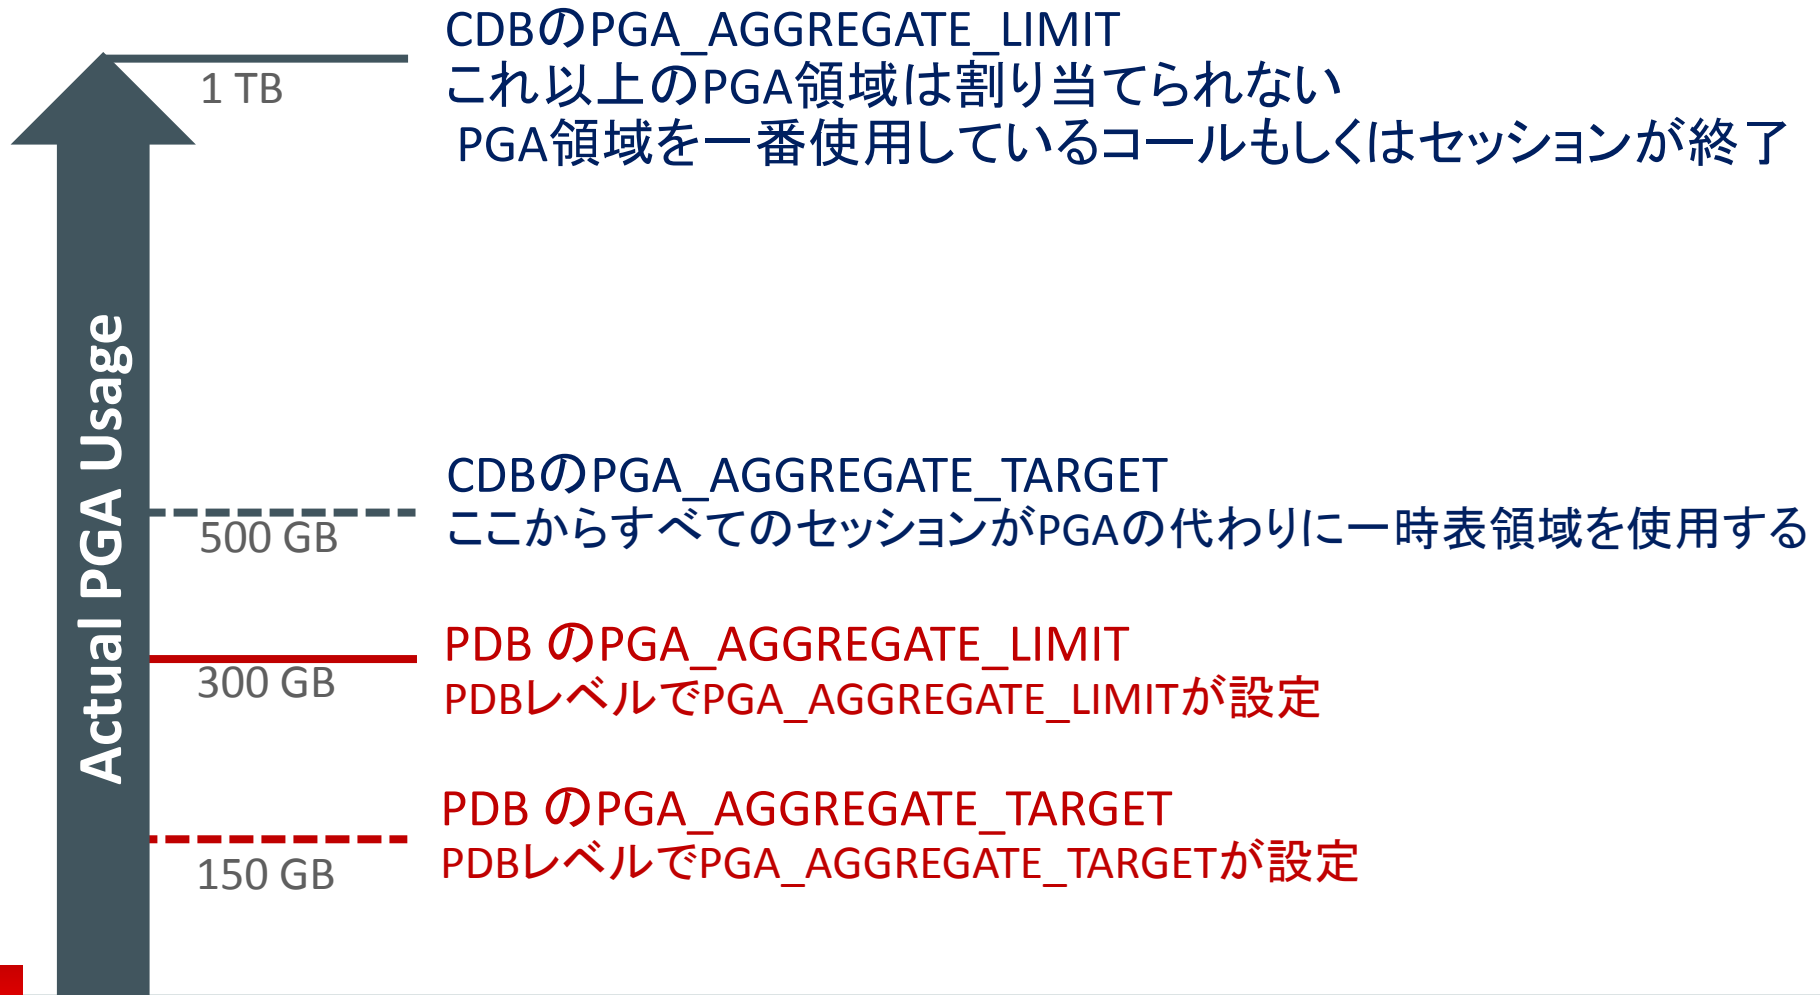 CDBのPGA_AGGREGATE_LIMIT
これ以上のPGA領域は割り当てられない
PGA領域を一番使用しているコールもしくはセッションが終了
1 TB
CDBのPGA_AGGREGATE_TARGET
ここからすべてのセッションがPGAの代わりに一時表領域を使用する
500 GB
PDB のPGA_AGGREGATE_LIMIT
PDBレベルでPGA_AGGREGATE_LIMITが設定
300 GB
PDB のPGA_AGGREGATE_TARGET
PDBレベルでPGA_AGGREGATE_TARGETが設定
150 GB
Actual PGA Usage